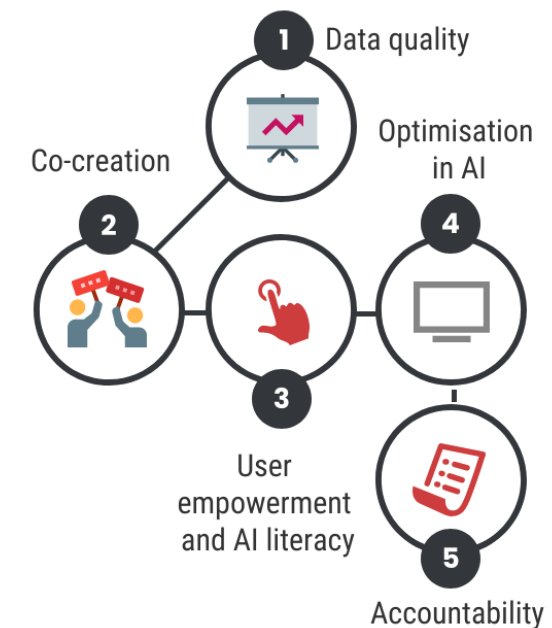 1
Data quality
Co-creation
2
Optimisation
in AI
4
3
User
empowerment
and AI literacy
5
Accountability